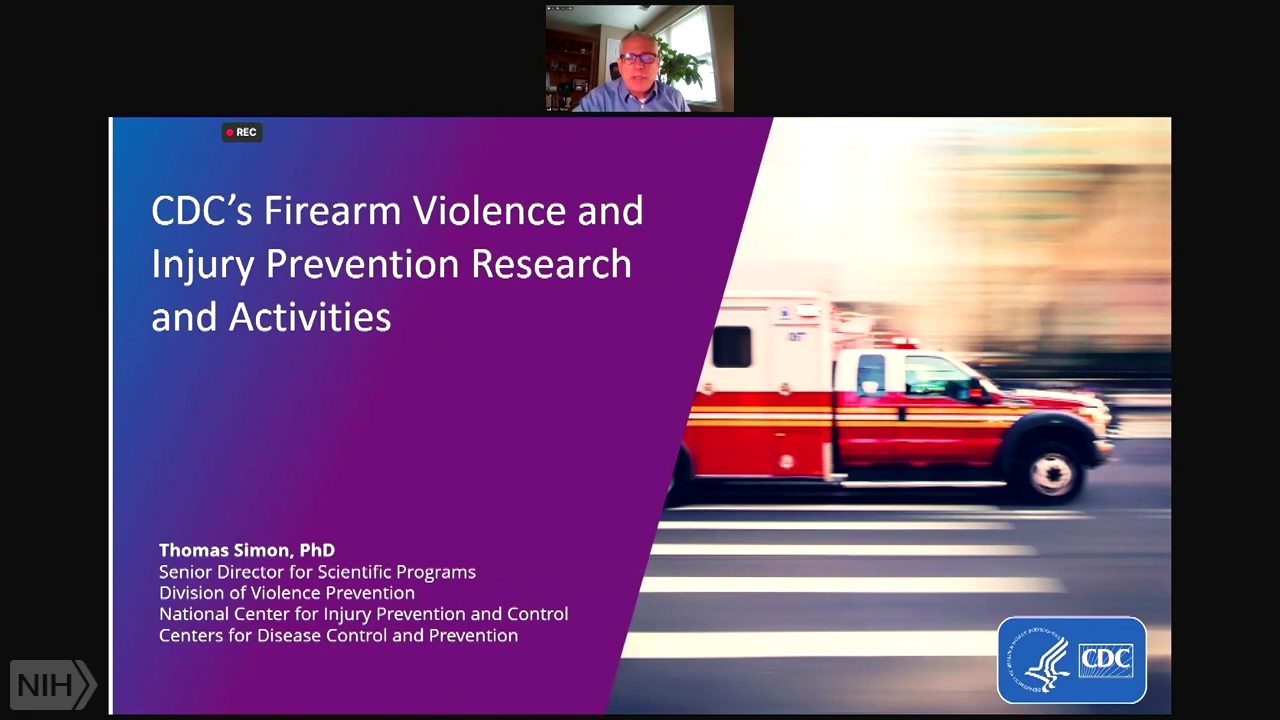 REC
CDC’s Firearm Violence and
Injury Prevention Research
and Activities
Thomas Simon, PhD
Senior Director for Scientific Programs
Division of Violence Prevention
National Center for Injury Prevention and Control
Centers for Disease Control and Prevention
NIH
CDC